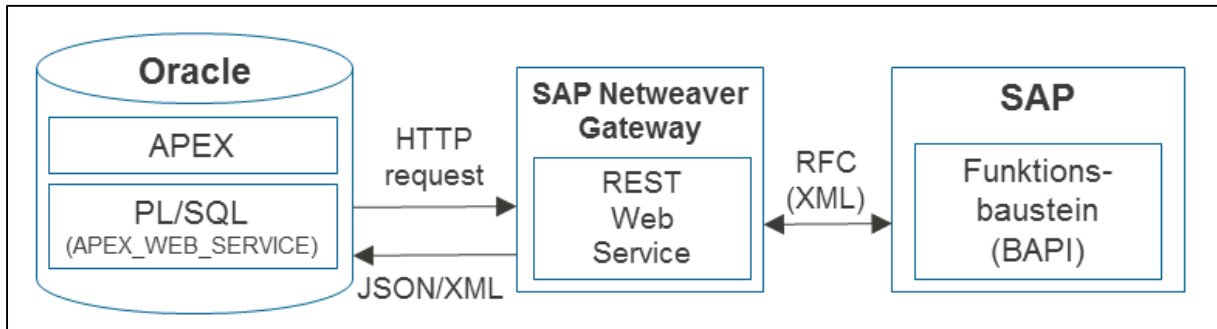 Oracle
APEX
PL/SQL
(APEX_WEB_SERVICE)
HTTP
request
JSON/XML
SAP Netweaver
Gateway
REST
Web
Service
RFC
(XML)
SAP
Funktions-
baustein
(BAPI)